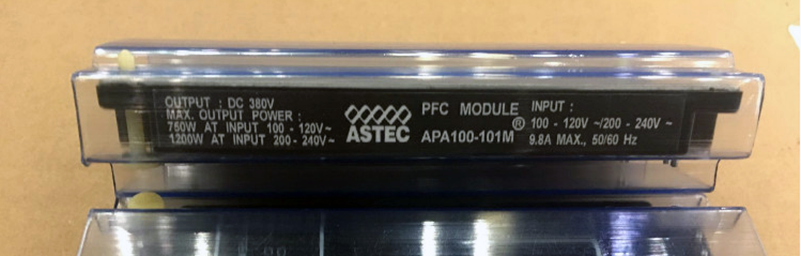 OUTPUT : DC 380V
MAX. OUTPUT POWER :
750W AT INPUT 100 - 120V~
1200W AT INPUT 200 - 240V~
ASTEC
®
PFC MODULE
APA100-101M
INPUT :
100 - 120V ~/200 - 240V ~
9.8A MAX., 50/60 Hz